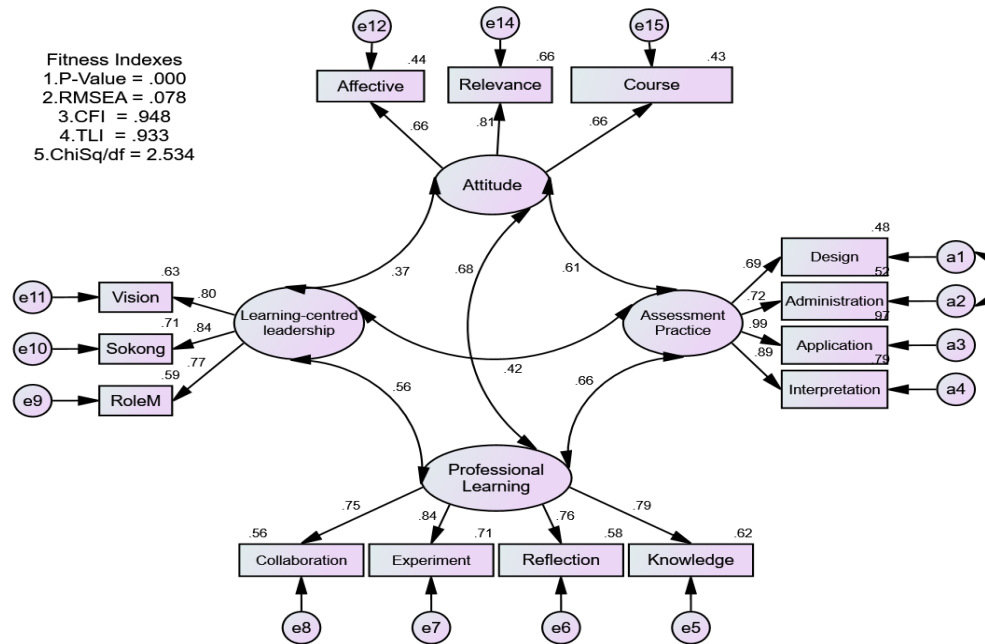 e12
e14
e15
Fitness Indexes
1.P-Value = .000
2.RMSEA = .078
3.CFI = .948
4.TLI = .933
5.ChiSq/df = 2.534
.44
.66
.43
Affective
Relevance
Course
.66
.81
.66
Attitude
.37
.68
.61
.48
.69
Design
a1
.52
.72
Administration
a2
.97
.99
Application
a3
.79
.89
Interpretation
a4
.63
e11
Vision
.80
.71
e10
Sokong
.84
.59
e9
RoleM
.77
Learning-centred
leadership
Assessment
Practice
.42
.56
.66
Professional
Learning
.75
.84
.76
.79
.56
.71
.58
.62
Collaboration
Experiment
Reflection
Knowledge
e8
e7
e6
e5